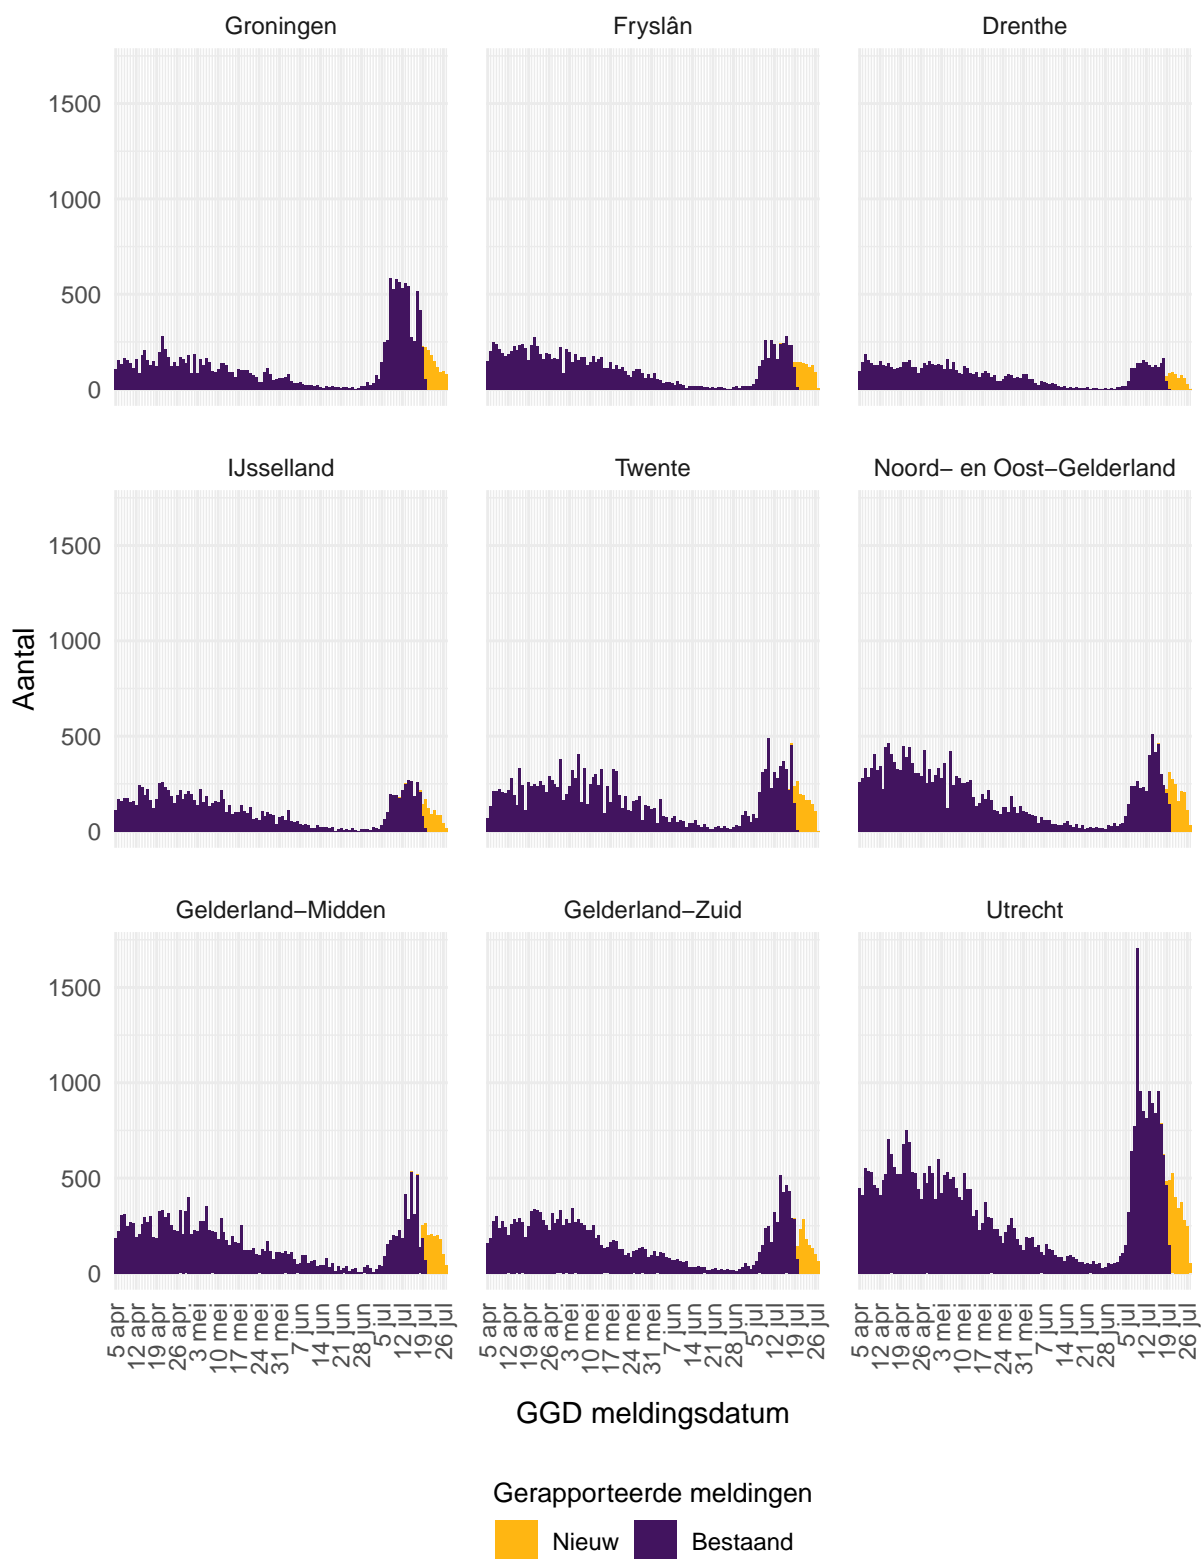 Groningen
Fryslân
Drenthe
1500
1000
500
0
IJsselland
Twente
Noord− en Oost−Gelderland
1500
1000
500
0
Aantal
Gelderland−Midden
Gelderland−Zuid
Utrecht
1500
1000
500
0
5 apr
12 apr
19 apr
26 apr
3 mei
10 mei
17 mei
24 mei
31 mei
7 jun
14 jun
21 jun
28 jun
5 jul
12 jul
19 jul
26 jul
5 apr
12 apr
19 apr
26 apr
3 mei
10 mei
17 mei
24 mei
31 mei
7 jun
14 jun
21 jun
28 jun
5 jul
12 jul
19 jul
26 jul
5 apr
12 apr
19 apr
26 apr
3 mei
10 mei
17 mei
24 mei
31 mei
7 jun
14 jun
21 jun
28 jun
5 jul
12 jul
19 jul
26 jul
GGD meldingsdatum
Gerapporteerde meldingen
Nieuw
Bestaand